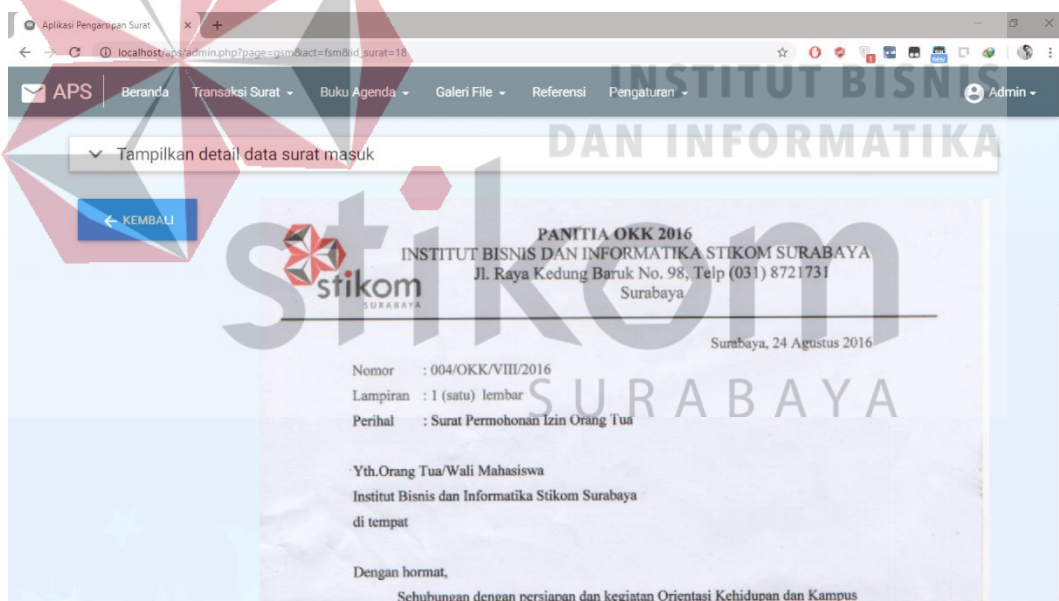 Aplikasi Pengarsipan Surat
localhost/aps/admin.php?page=gsm&act=fsm&id_surat=18
new
APS
Beranda
Transaksi Surat
Buku Agenda
Galeri File
Referensi
Pengaturan
Admin
INSTITUT BISNIS
DAN INFORMATIKA
stikom
SURABAYA
Tampilkan detail data surat masuk
KEMBALI
stikom
SURABAYA
PANITIA OKK 2016
INSTITUT BISNIS DAN INFORMATIKA STIKOM SURABAYA
Jl. Raya Kedung Baruk No. 98, Telp (031) 8721731
Surabaya
Surabaya, 24 Agustus 2016
Nomor : 004/OKK/VIII/2016
Lampiran : 1 (satu) lembar
Perihal : Surat Permohonan Izin Orang Tua
Yth.Orang Tua/Wali Mahasiswa
Institut Bisnis dan Informatika Stikom Surabaya
di tempat
Dengan hormat,
Sehubungan dengan persiapan dan kegiatan Orientasi Kehidupan dan Kampus